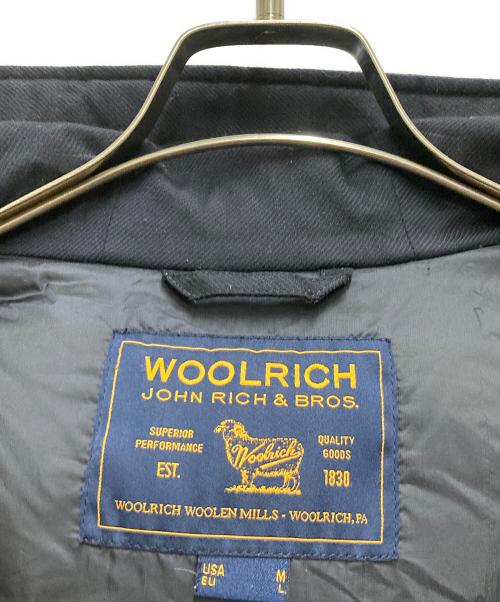 WOOLRICH
JOHN RICH & BROS.
SUPERIOR
PERFORMANCE
EST.
Woolrich
QUALITY
GOODS
1830
WOOLRICH WOOLEN MILLS - WOOLRICH, PA
USA M
EU L